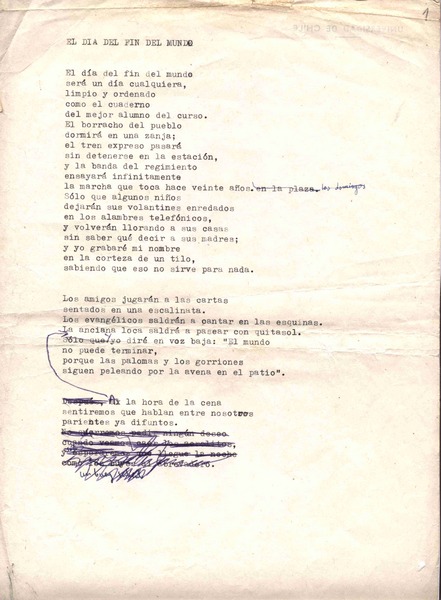 1
UNIVERSIDAD DE CHILE
EL DIA DEL FIN DEL MUNDO
El día del fin del mundo
será un día cualquiera,
limpio y ordenado
como el cuaderno
del mejor alumno del curso.
El borracho del pueblo
dormirá en una zanja;
el tren expreso pasará
sin detenerse en la estación,
y la banda del regimiento
ensayará infinitamente
la marcha que toca hace veinte años en la plaza los domingos
Sólo que algunos niños
dejarán sus volantines enredados
en los alambres telefónicos,
y volverán llorando a sus casas
sin saber qué decir a sus madres;
y yo grabaré mi nombre
en la corteza de un tilo,
sabiendo que eso no sirve para nada.
Los amigos jugarán a las cartas
sentados en una escalinata.
Los evangélicos saldrán a cantar en las esquinas.
La anciana loca saldrá a pasear con quitasol.
Sólo que yo diré en voz baja: "El mundo
no puede terminar,
porque las palomas y los gorriones
siguen peleando por la avena en el patio".
Después, A la hora de la cena
sentiremos que hablan entre nosotros
parientes ya difuntos.